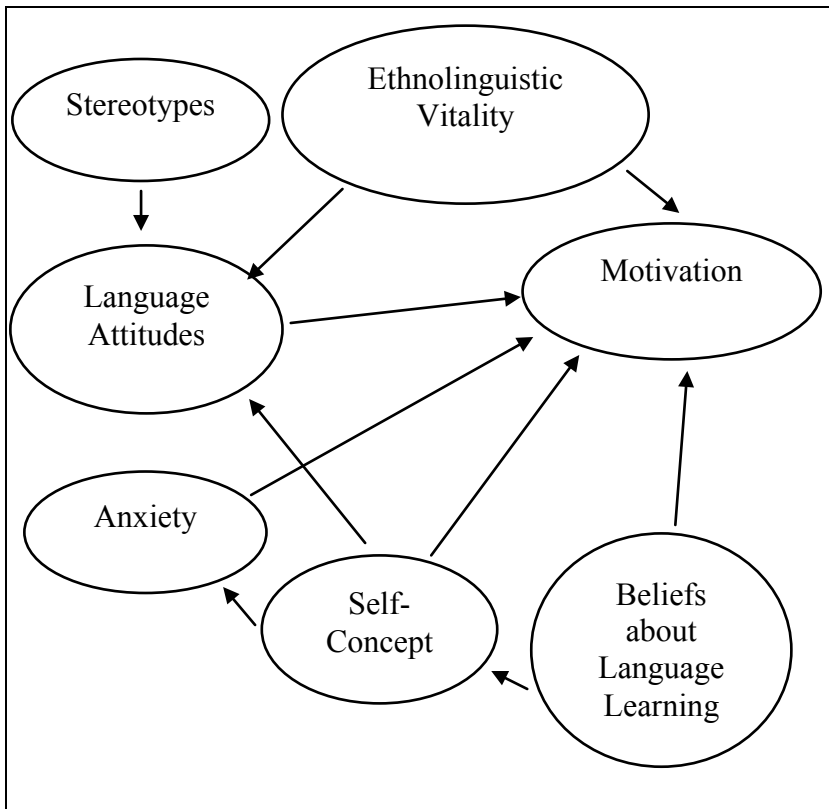 Stereotypes
Ethnolinguistic
Vitality
Language
Attitudes
Motivation
Anxiety
Self-
Concept
Beliefs
about
Language
Learning